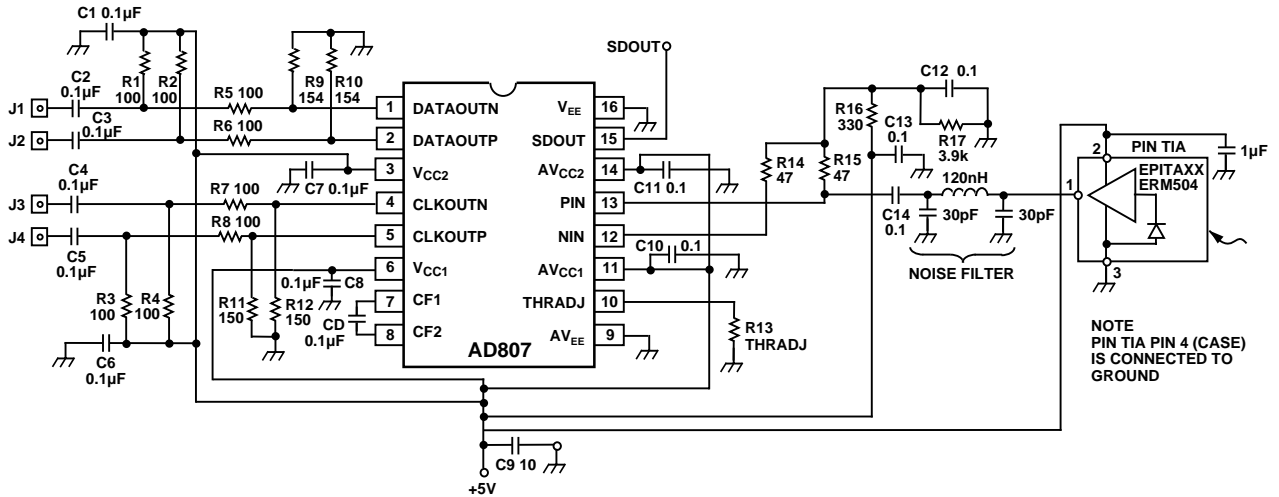 C1 0.1µF
R1
100
R2
100
R9
154
R10
154
SDOUT
C2
0.1µF
J1
R5 100
C3
0.1µF
J2
R6 100
C7 0.1µF
C4
0.1µF
J3
R7 100
J4
R8 100
C5
0.1µF
R3
100
R4
100
C6
0.1µF
R11
150
R12
150
0.1µF
C8
CD
0.1µF
1 DATAOUTN
2 DATAOUTP
3 VCC2
4 CLKOUTN
5 CLKOUTP
6 VCC1
7 CF1
8 CF2
VEE 16
SDOUT 15
AVCC2 14
PIN 13
NIN 12
AVCC1 11
THRADJ 10
AVEE 9
AD807
C11 0.1
C10 0.1
R13
THRADJ
R14
47
R15
47
R16
330
C12 0.1
C13
0.1
R17
3.9k
C14
0.1
120nH
30pF
30pF
NOISE FILTER
PIN TIA
EPITAXX
ERM504
1
2
3
1µF
NOTE
PIN TIA PIN 4 (CASE)
IS CONNECTED TO
GROUND
C9 10
+5V